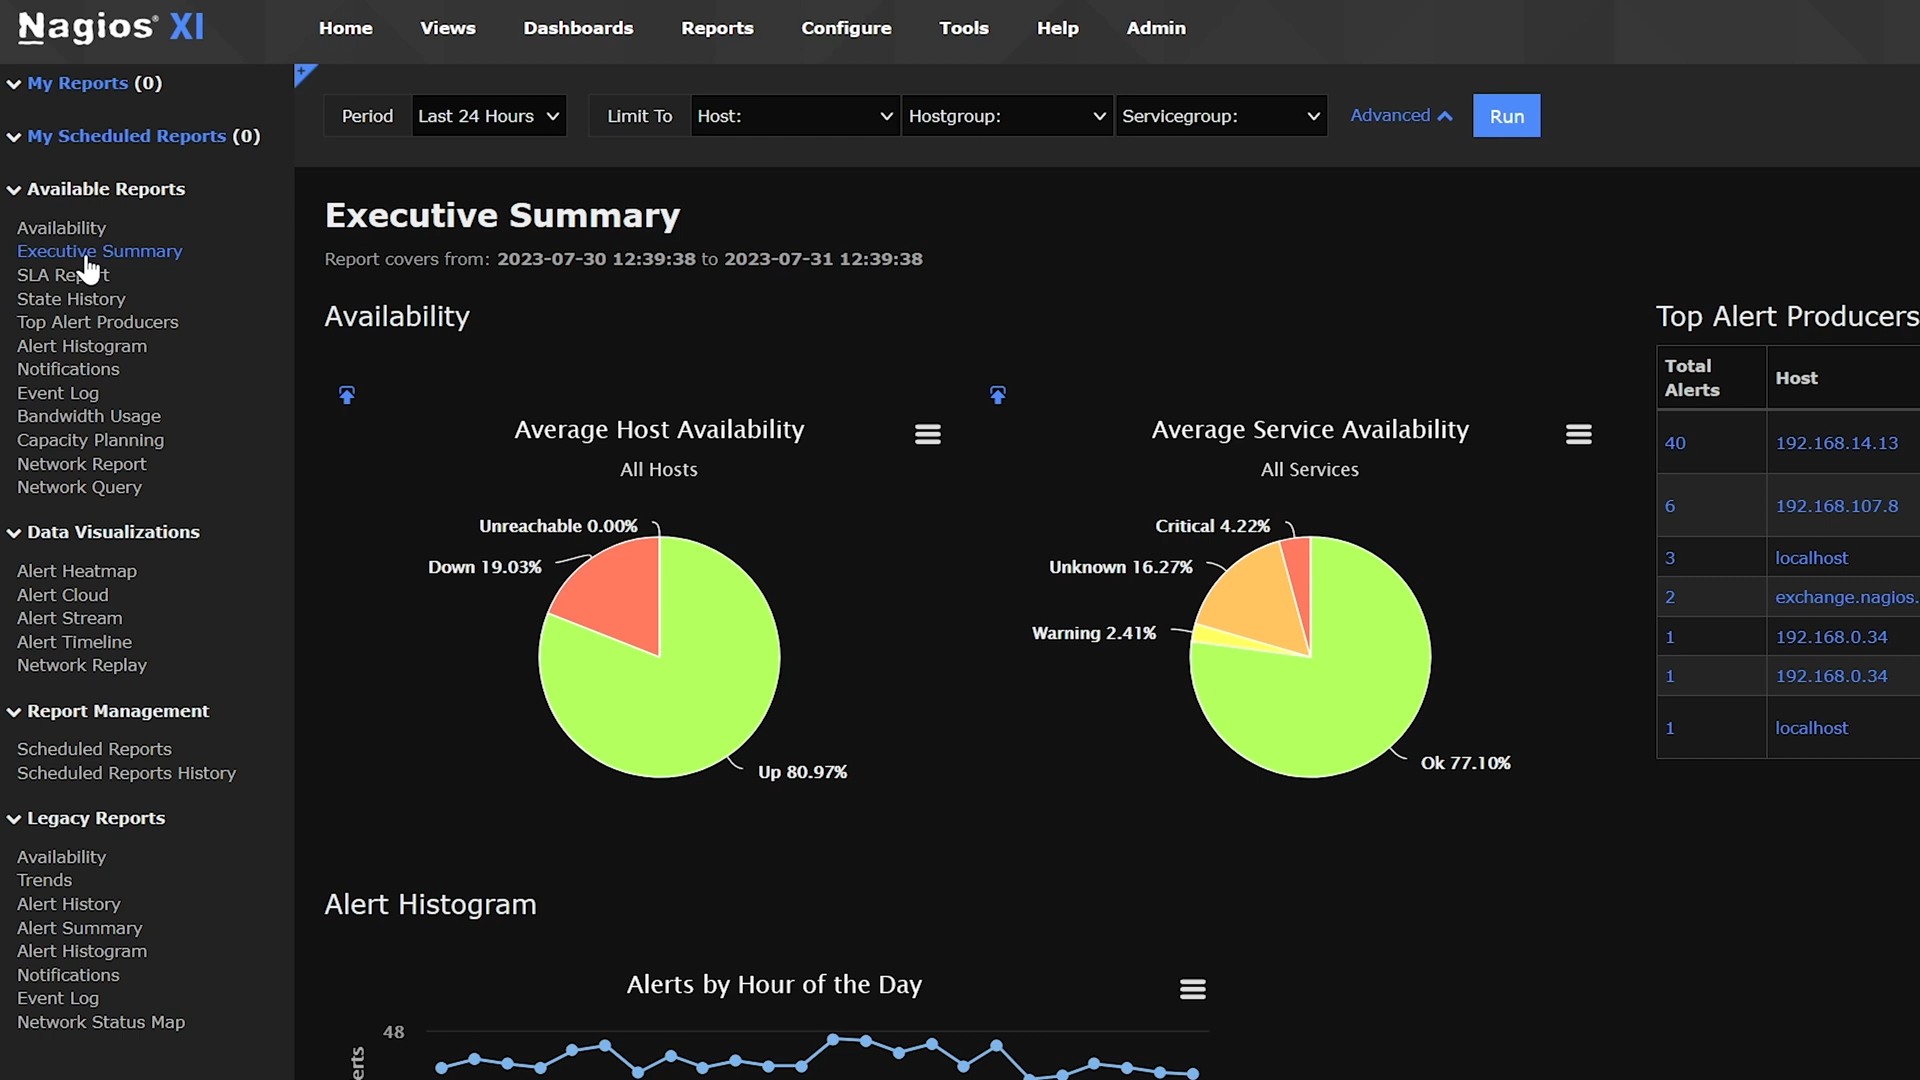 Nagios® XI
Home Views Dashboards Reports Configure Tools Help Admin
My Reports (0)
My Scheduled Reports (0)
Available Reports
Availability
Executive Summary
SLA Report
State History
Top Alert Producers
Alert Histogram
Notifications
Event Log
Bandwidth Usage
Capacity Planning
Network Report
Network Query
Data Visualizations
Alert Heatmap
Alert Cloud
Alert Stream
Alert Timeline
Network Replay
Report Management
Scheduled Reports
Scheduled Reports History
Legacy Reports
Availability
Trends
Alert History
Alert Summary
Alert Histogram
Notifications
Event Log
Network Status Map
Period Last 24 Hours Limit To Host: Hostgroup: Servicegroup: Advanced Run
Executive Summary
Report covers from: 2023-07-30 12:39:38 to 2023-07-31 12:39:38
Availability
Average Host Availability
All Hosts
Unreachable 0.00%
Down 19.03%
Up 80.97%
Average Service Availability
All Services
Critical 4.22%
Unknown 16.27%
Warning 2.41%
Ok 77.10%
Top Alert Producers
Total Alerts Host
40 192.168.14.13
6 192.168.107.8
3 localhost
2 exchange.nagios.
1 192.168.0.34
1 192.168.0.34
1 localhost
Alert Histogram
Alerts by Hour of the Day
48